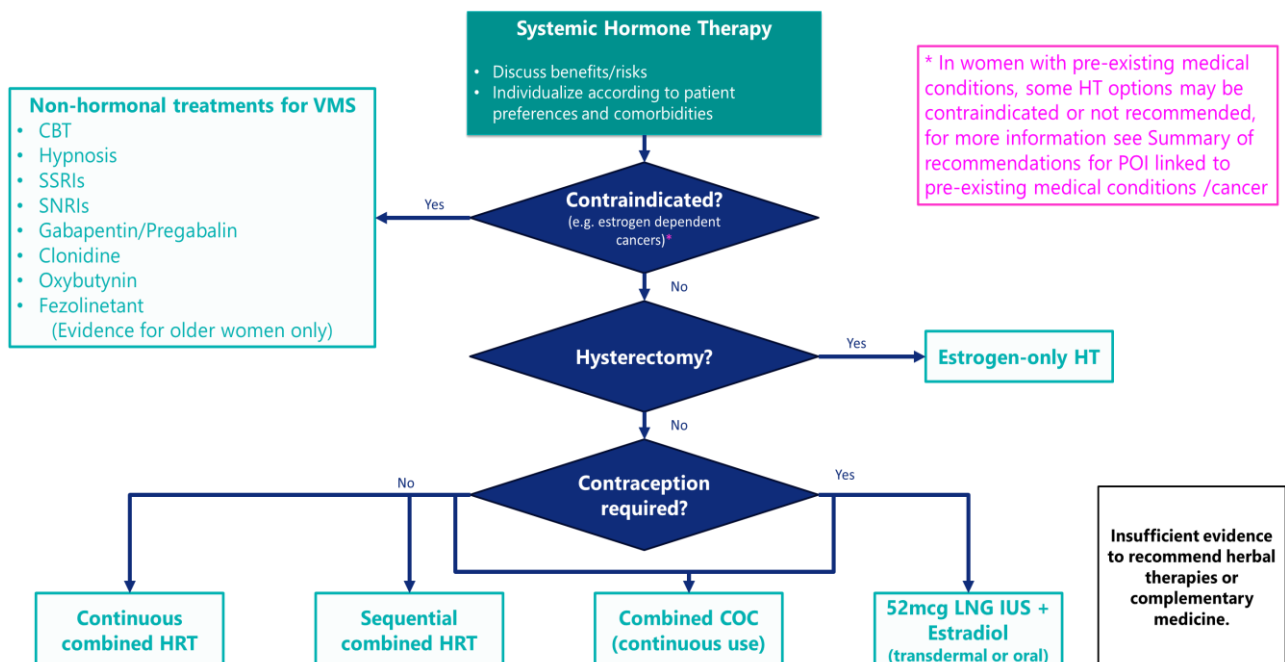 Systemic Hormone Therapy
• Discuss benefits/risks
• Individualize according to patient
preferences and comorbidities
* In women with pre-existing medical
conditions, some HT options may be
contraindicated or not recommended,
for more information see Summary of
recommendations for POI linked to
pre-existing medical conditions /cancer
Non-hormonal treatments for VMS
• CBT
• Hypnosis
• SSRIs
• SNRIs
• Gabapentin/Pregabalin
• Clonidine
• Oxybutynin
• Fezolinetant
(Evidence for older women only)
Yes
Contraindicated?
(e.g. estrogen dependent
cancers)*
No
Hysterectomy?
Yes
Estrogen-only HT
No
No
Contraception
required?
Yes
Insufficient evidence
to recommend herbal
therapies or
complementary
medicine.
Continuous
combined HRT
Sequential
combined HRT
Combined COC
(continuous use)
52mcg LNG IUS +
Estradiol
(transdermal or oral)